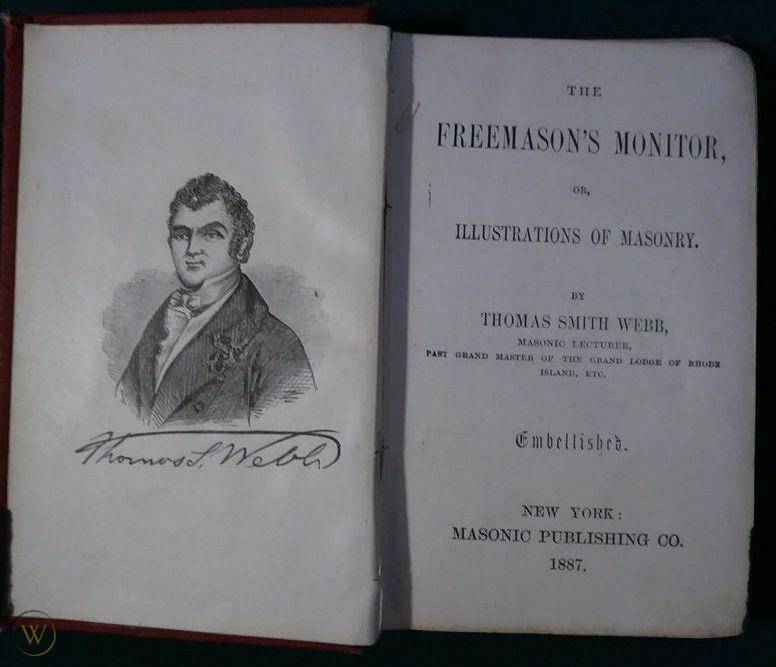 Thomas S. Webb
THE
FREEMASON'S MONITOR,
OR,
ILLUSTRATIONS OF MASONRY.
BY
THOMAS SMITH WEBB,
MASONIC LECTURER,
PAST GRAND MASTER OF THE GRAND LODGE OF RHODE
ISLAND, ETC.
Embellished.
NEW YORK:
MASONIC PUBLISHING CO.
1887.
W